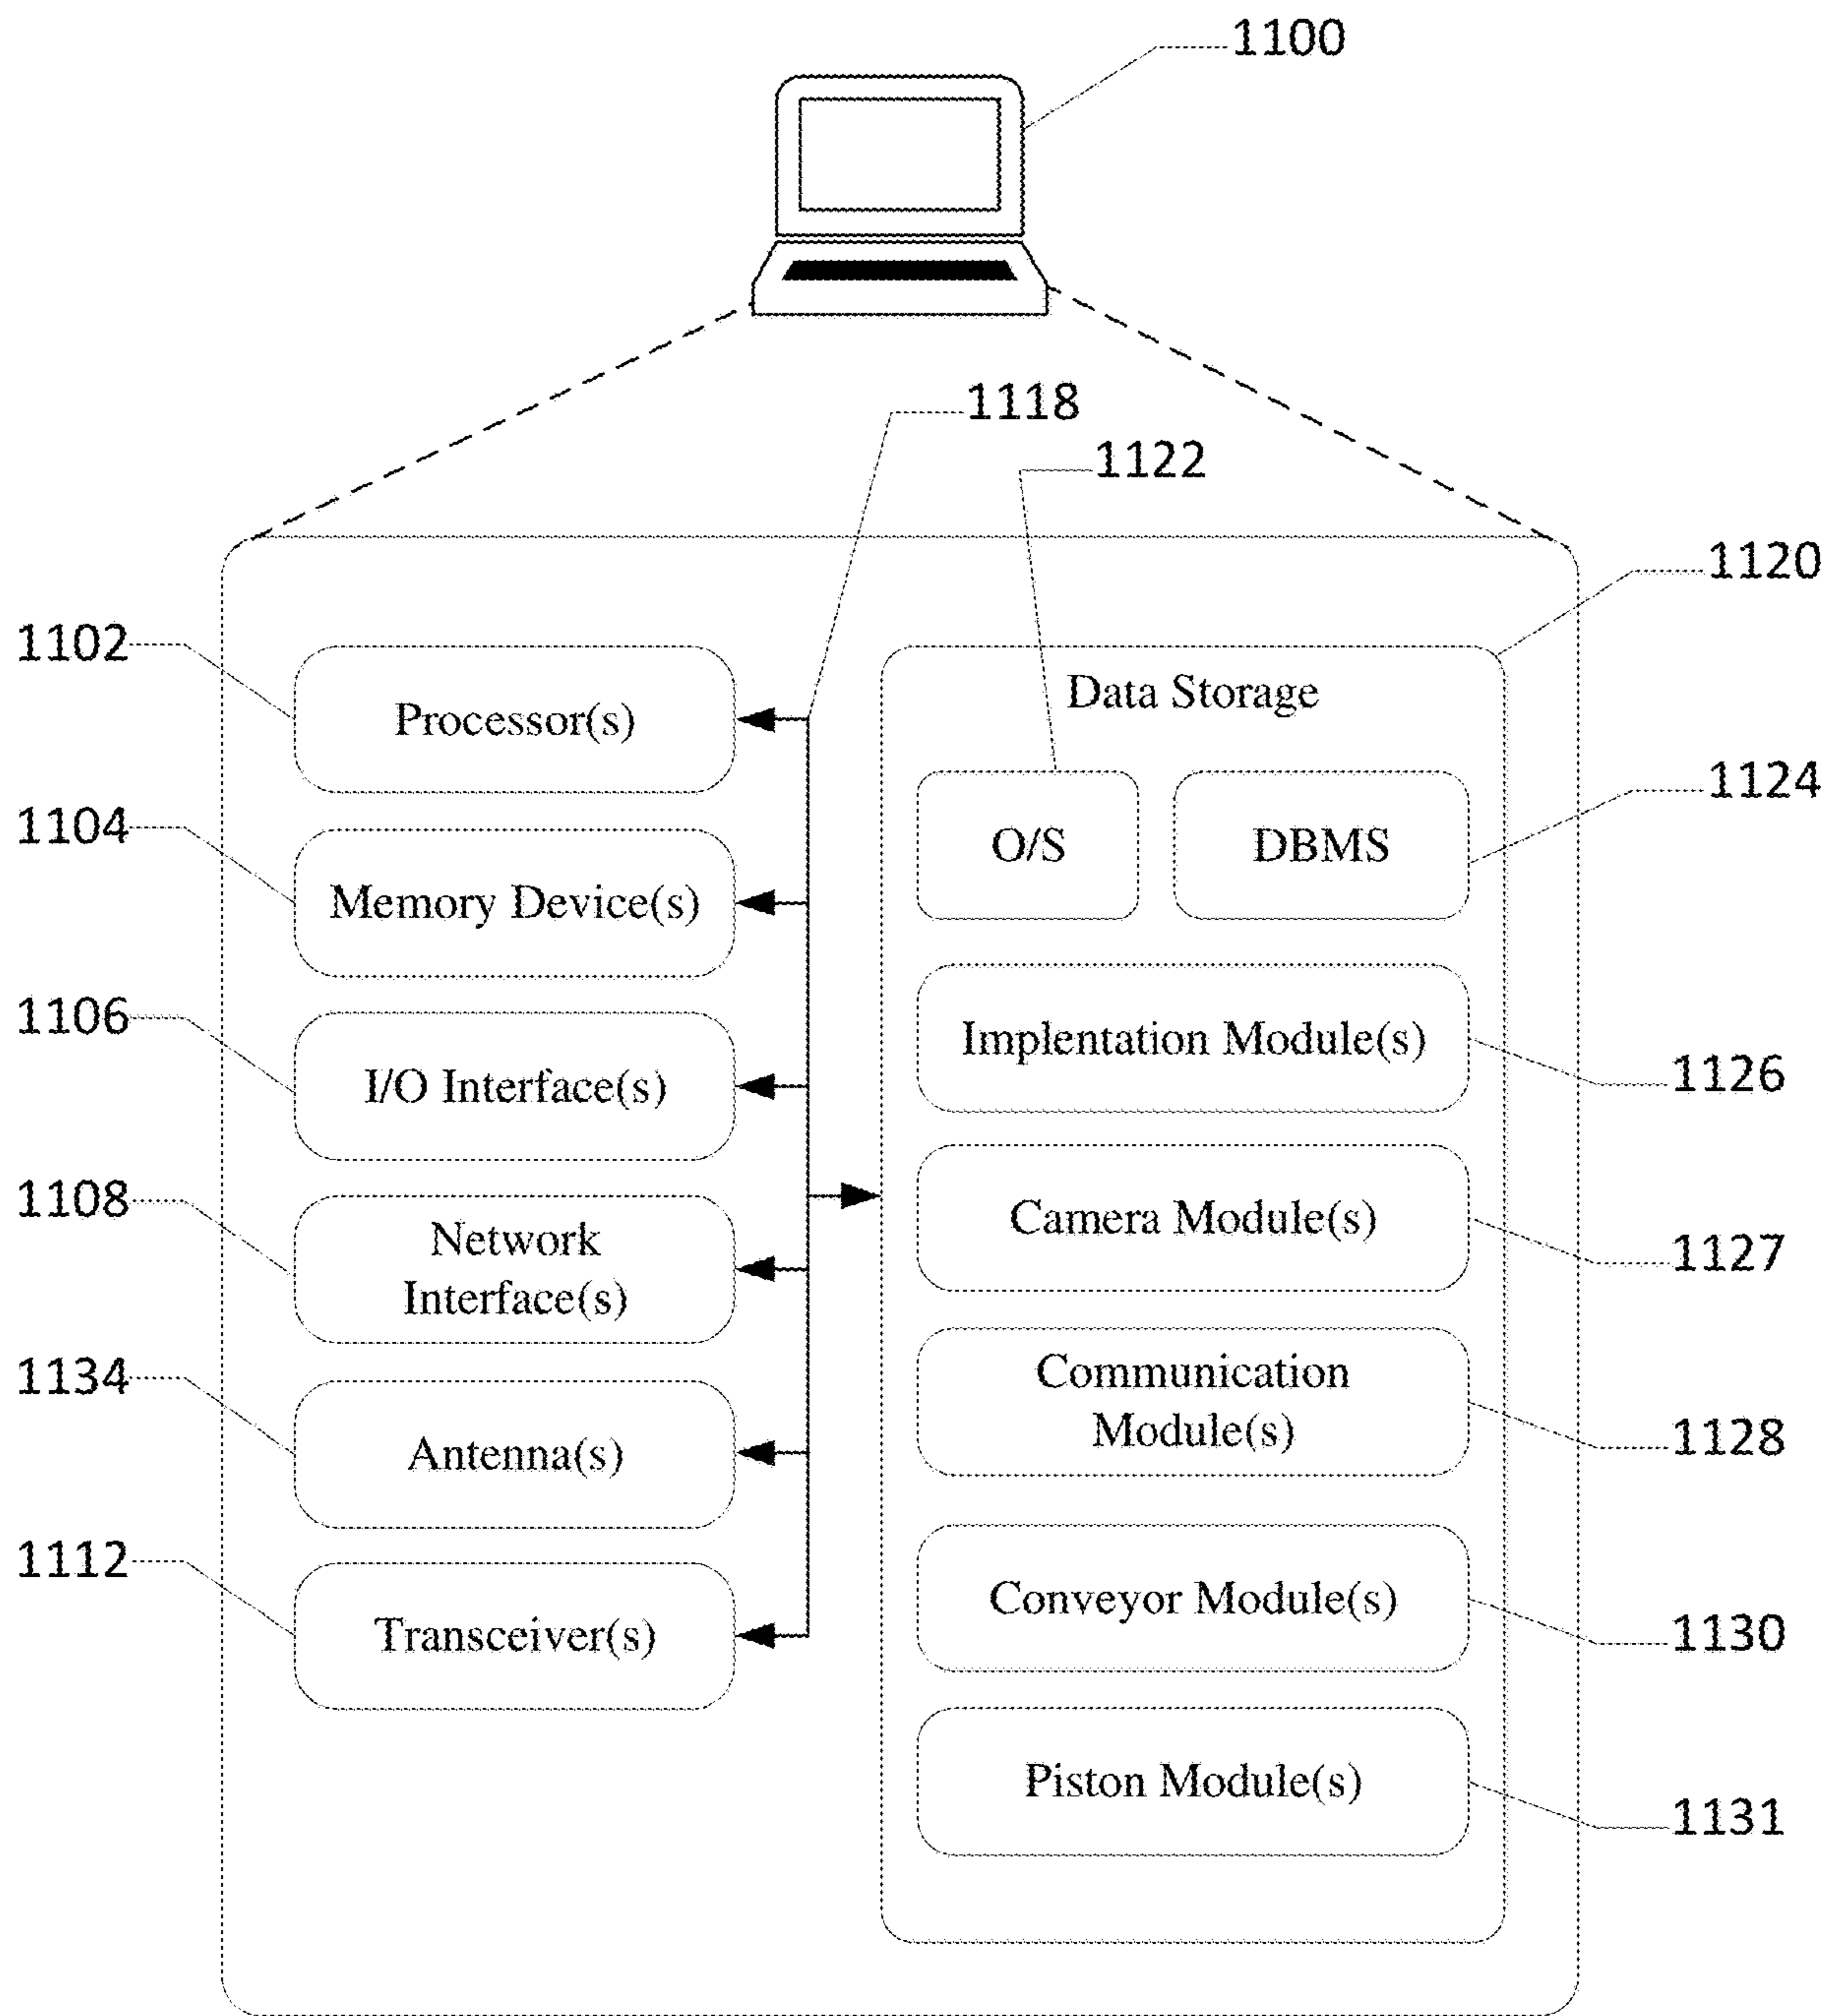 1100
1118
1122
1120
1102
Processor(s)
Data Storage
1124
1104
Memory Device(s)
O/S
DBMS
1106
I/O Interface(s)
Implentation Module(s)
1126
1108
Network
Interface(s)
Camera Module(s)
1127
1134
Antenna(s)
Communication
Module(s)
1128
1112
Transceiver(s)
Conveyor Module(s)
1130
Piston Module(s)
1131